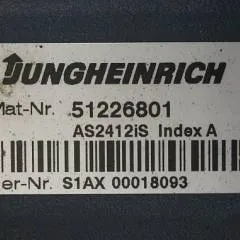 JUNGHEINRICH
Mat-Nr. 51226801
AS2412iS Index A
er-Nr. S1AX 00018093